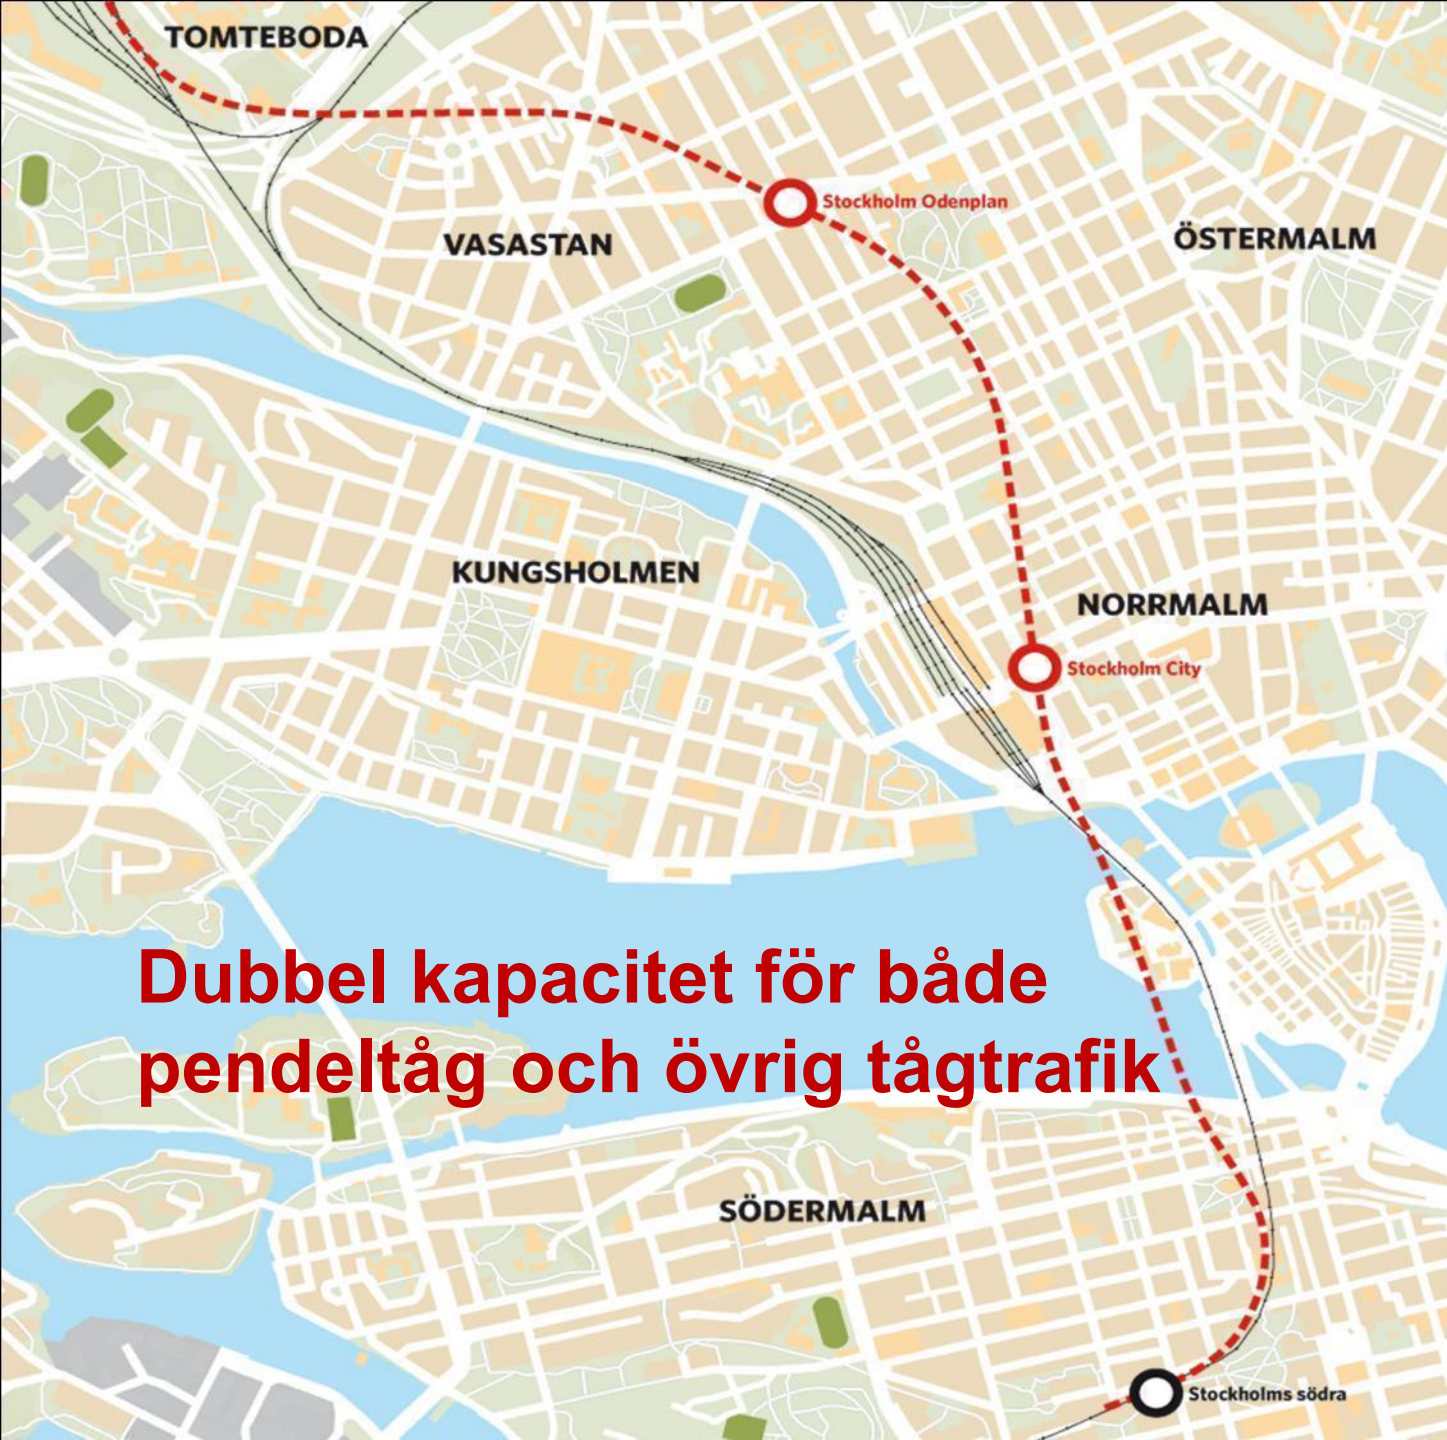 TOMTEBODA
Stockholm Odenplan
VASASTAN
ÖSTERMALM
KUNGSHOLMEN
NORRMALM
Stockholm City
Dubbel kapacitet för både
pendeltåg och övrig tågtrafik
SÖDERMALM
Stockholms södra